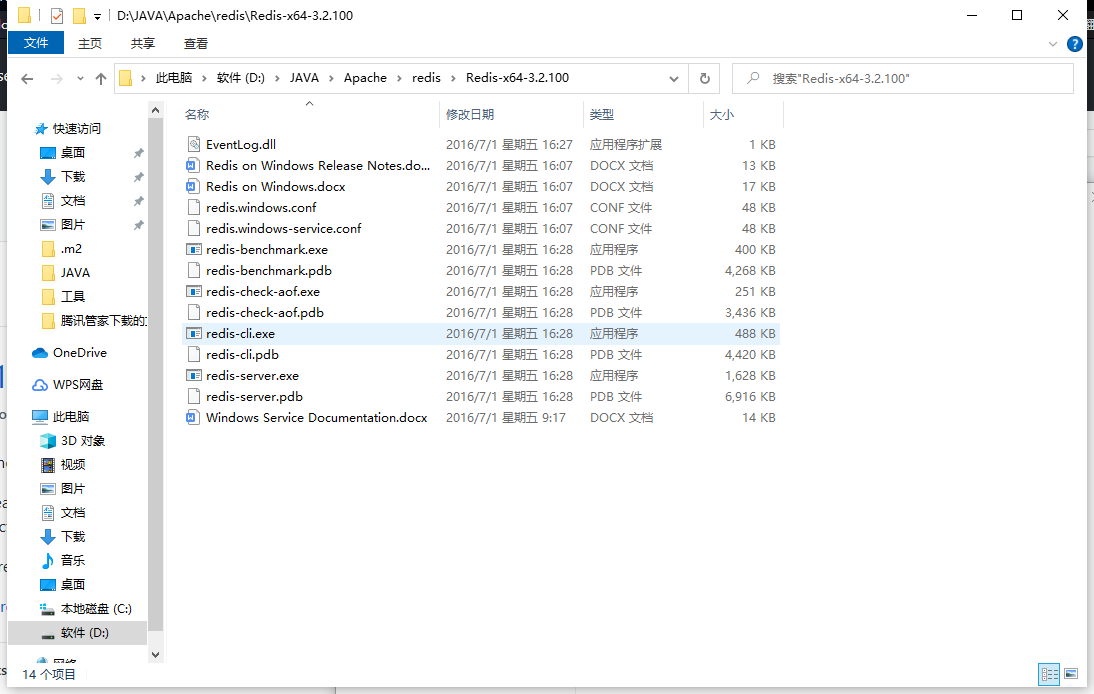 D:\JAVA\Apache\redis\Redis-x64-3.2.100
文件 主页 共享 查看
此电脑 软件 (D:) JAVA Apache redis Redis-x64-3.2.100 搜索"Redis-x64-3.2.100"
名称 修改日期 类型 大小
EventLog.dll 2016/7/1 星期五 16:27 应用程序扩展 1 KB
Redis on Windows Release Notes.do... 2016/7/1 星期五 16:07 DOCX 文档 13 KB
Redis on Windows.docx 2016/7/1 星期五 16:07 DOCX 文档 17 KB
redis.windows.conf 2016/7/1 星期五 16:07 CONF 文件 48 KB
redis.windows-service.conf 2016/7/1 星期五 16:07 CONF 文件 48 KB
redis-benchmark.exe 2016/7/1 星期五 16:28 应用程序 400 KB
redis-benchmark.pdb 2016/7/1 星期五 16:28 PDB 文件 4,268 KB
redis-check-aof.exe 2016/7/1 星期五 16:28 应用程序 251 KB
redis-check-aof.pdb 2016/7/1 星期五 16:28 PDB 文件 3,436 KB
redis-cli.exe 2016/7/1 星期五 16:28 应用程序 488 KB
redis-cli.pdb 2016/7/1 星期五 16:28 PDB 文件 4,420 KB
redis-server.exe 2016/7/1 星期五 16:28 应用程序 1,628 KB
redis-server.pdb 2016/7/1 星期五 16:28 PDB 文件 6,916 KB
Windows Service Documentation.docx 2016/7/1 星期五 9:17 DOCX 文档 14 KB
快速访问
桌面
下载
文档
图片
.m2
JAVA
工具
腾讯管家下载的
OneDrive
WPS网盘
此电脑
3D 对象
视频
图片
文档
下载
音乐
桌面
本地磁盘 (C:)
软件 (D:)
网络
14 个项目